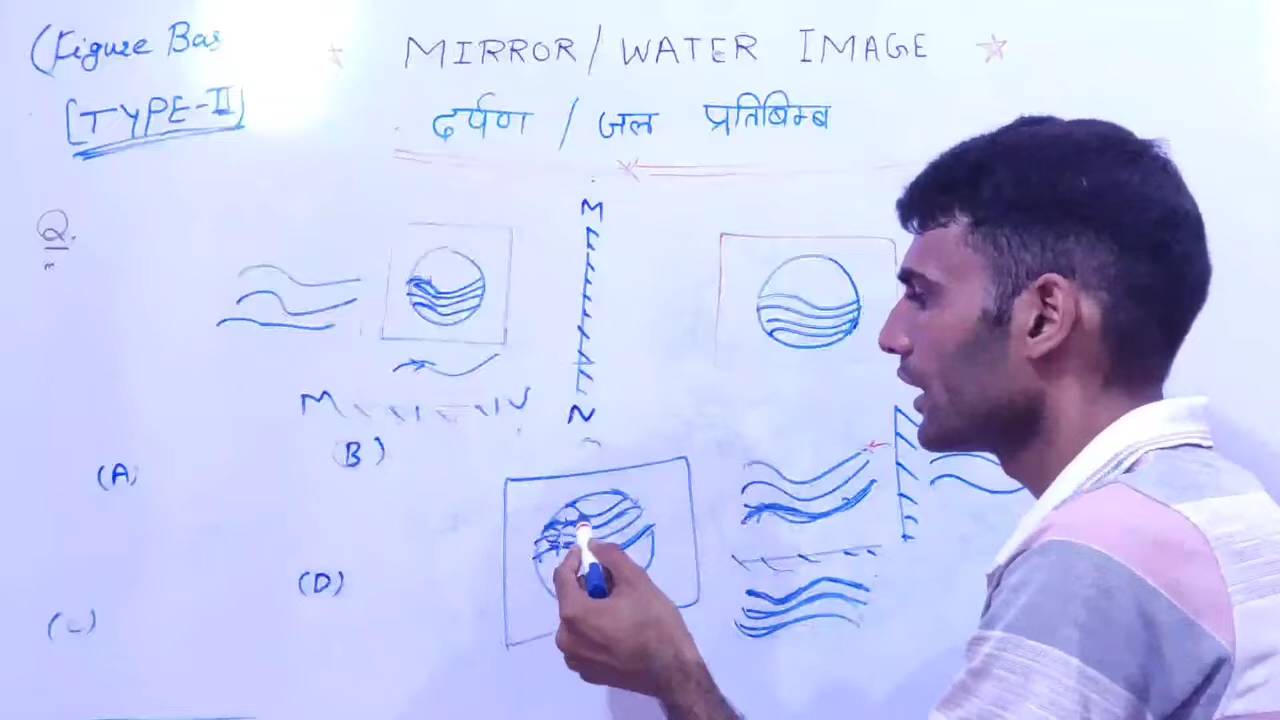 (Figure Bas
MIRROR/WATER IMAGE
[TYPE-II]
दर्पण / जल प्रतिबिम्ब
Q.
M
N
M N
(A)
B)
(C)
(D)